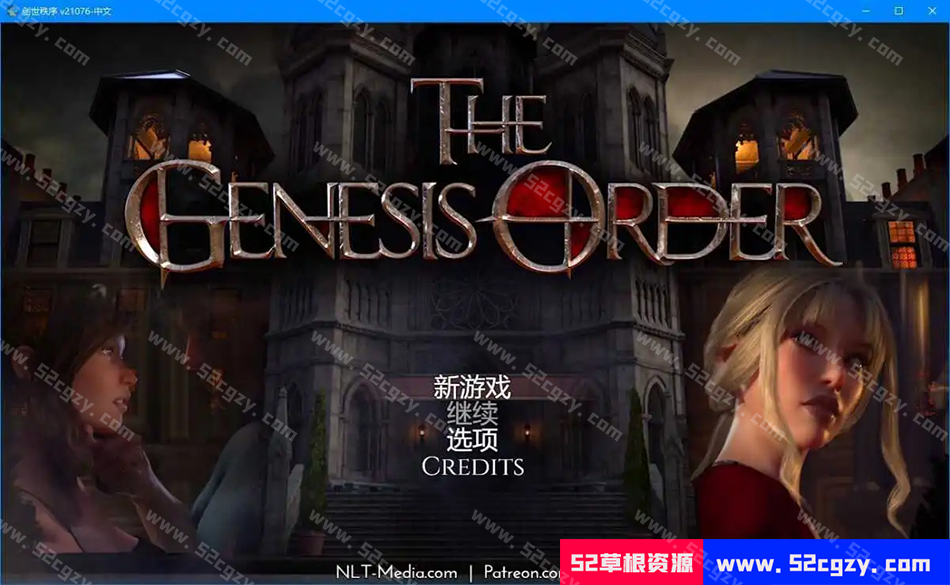 创世秩序 v21076-中文
THE
GENESIS ORDER
新游戏
继续
选项
CREDITS
NLT-Media.com | Patreon.co
52草根资源 www.52cgzy.com
www.52cgzy.com